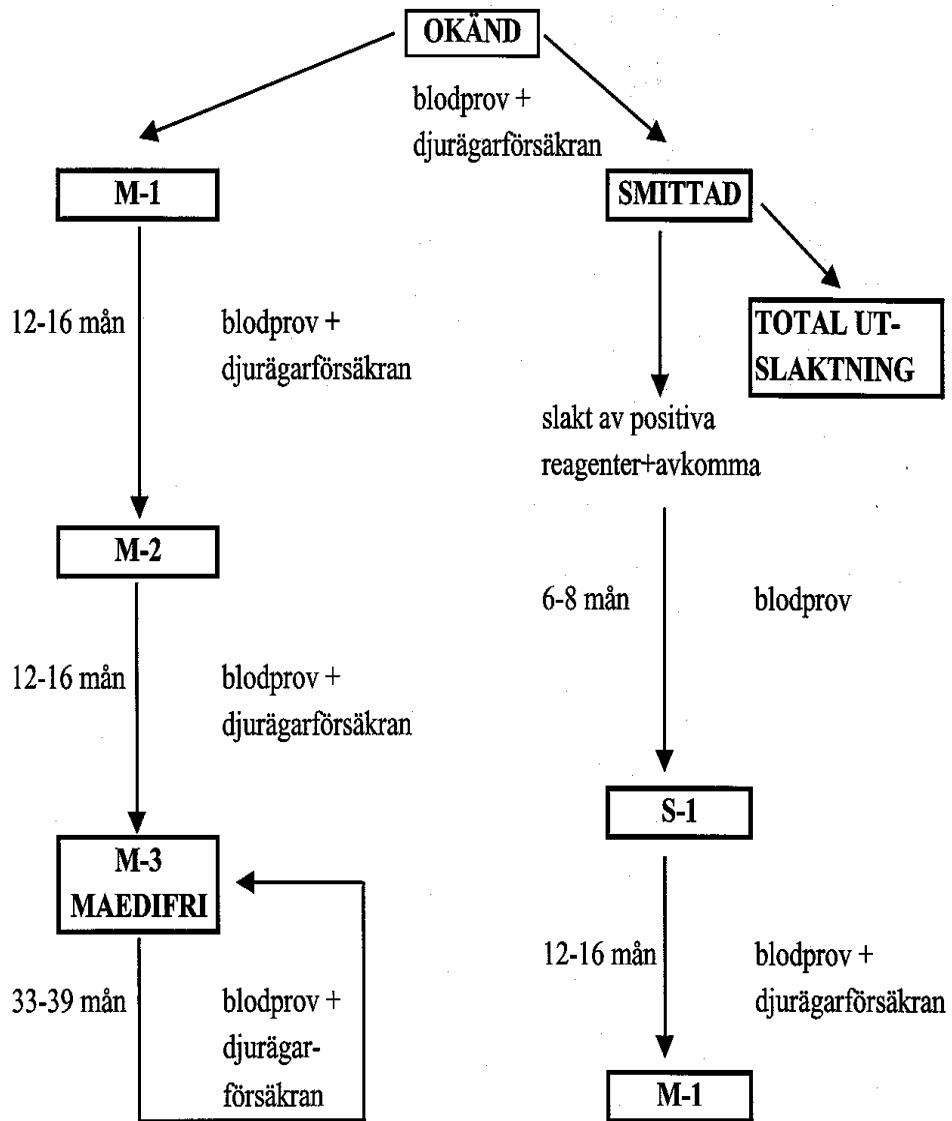 OKÄND
blodprov +
djurägarförsäkran
M-1
SMITTAD
12-16 mån
blodprov +
djurägarförsäkran
TOTAL UT-
SLAKTNING
slakt av positiva
reagenter+avkomma
M-2
6-8 mån
blodprov
12-16 mån
blodprov +
djurägarförsäkran
S-1
M-3
MAEDIFRI
12-16 mån
blodprov +
djurägarförsäkran
33-39 mån
blodprov +
djurägar-
försäkran
M-1